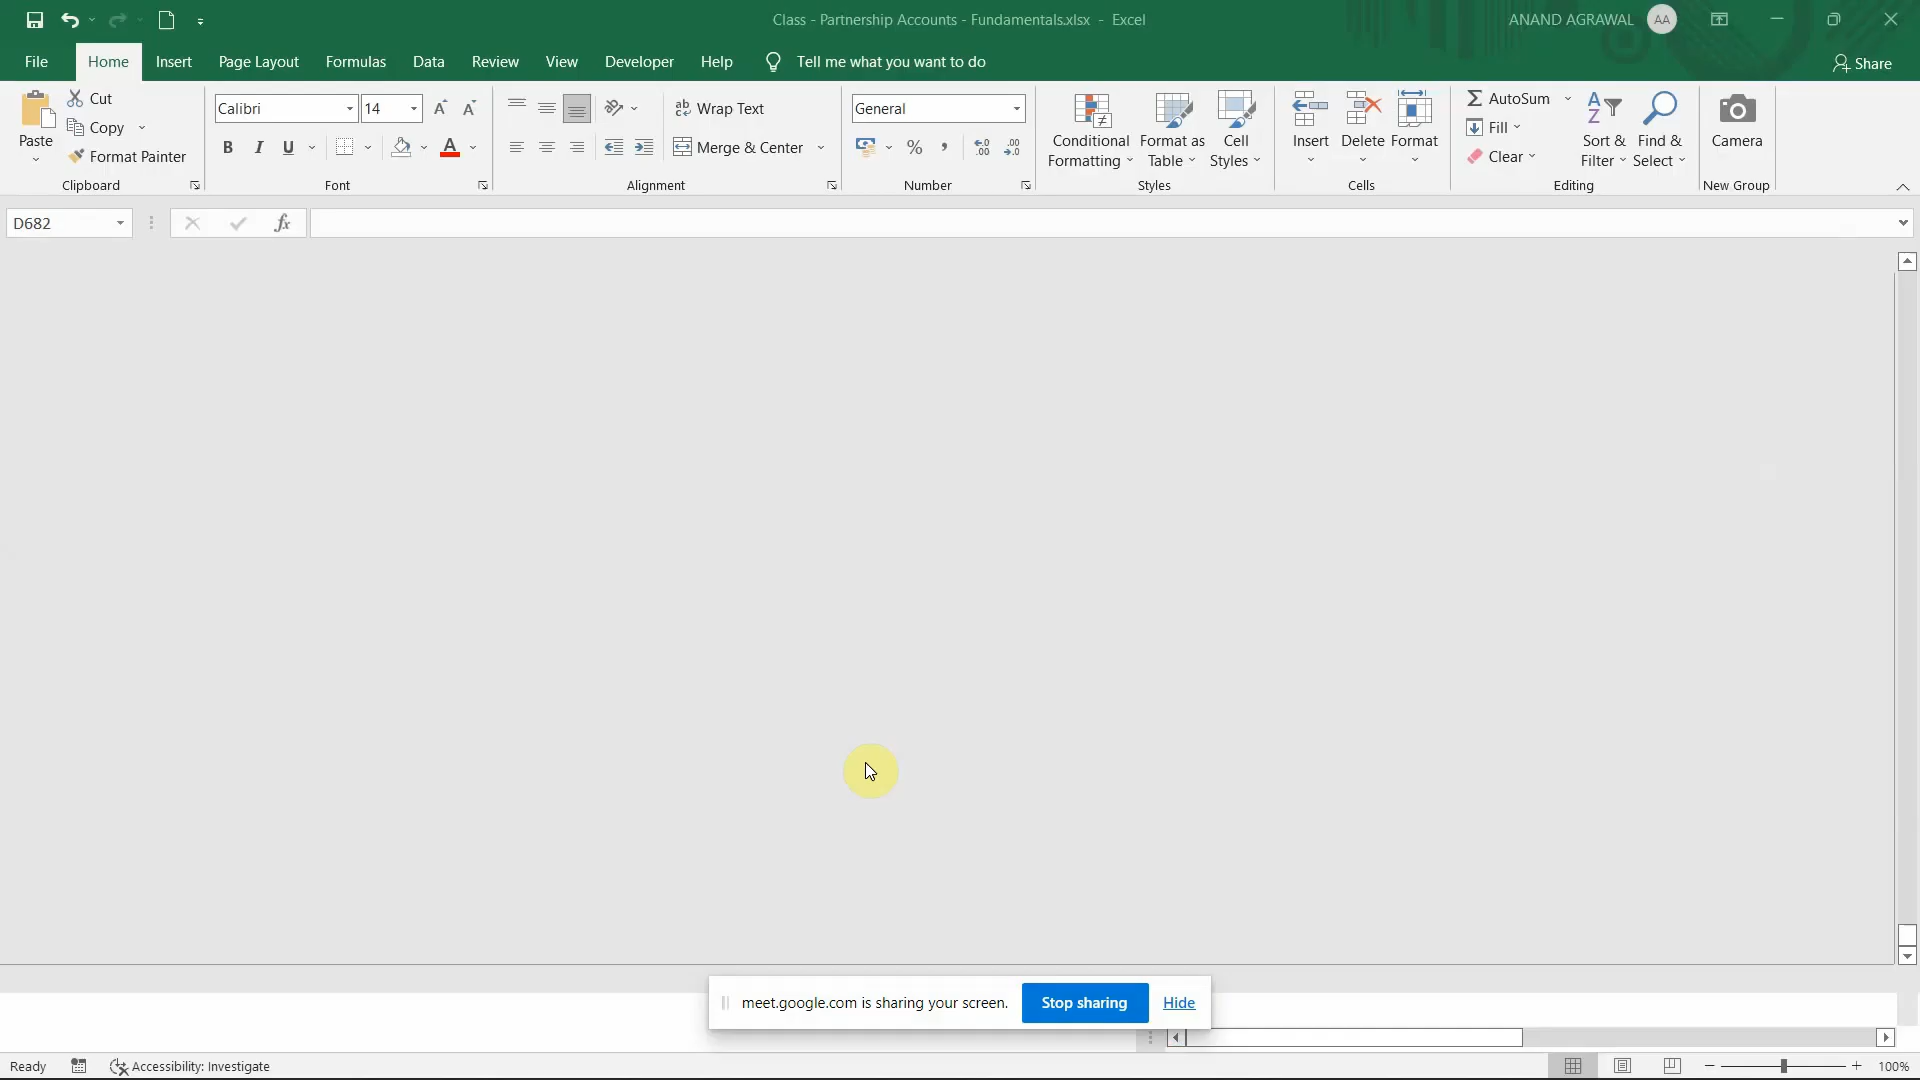 Class - Partnership Accounts - Fundamentals.xlsx - Excel
ANAND AGRAWAL AA
File Home Insert Page Layout Formulas Data Review View Developer Help Tell me what you want to do Share
Paste
Cut
Copy
Format Painter
Clipboard
Calibri 14
B I U A
Font
ab Wrap Text
Merge & Center
Alignment
General
% ,
Number
Conditional Formatting
Format as Table
Cell Styles
Styles
Insert
Delete
Format
Cells
AutoSum
Fill
Clear
Sort & Filter
Find & Select
Editing
Camera
New Group
D682
fx
meet.google.com is sharing your screen. Stop sharing Hide
Ready Accessibility: Investigate 100%